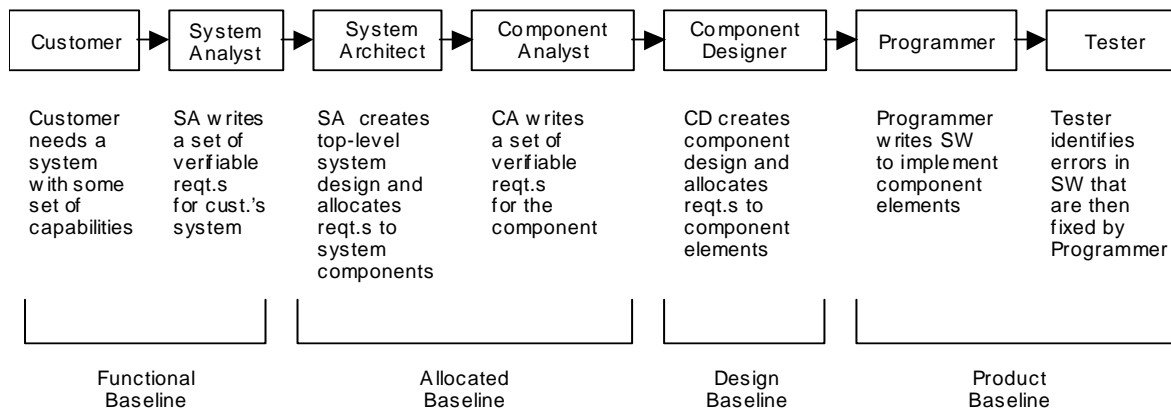 Customer
System
Analyst
System
Architect
Component
Analyst
Component
Designer
Programmer
Tester
Customer
needs a
system
with some
set of
capabilities
SA writes
a set of
verifiable
reqt.s
for cust.'s
system
SA creates
top-level
system
design and
allocates
reqt.s to
system
components
CA writes
a set of
verifiable
reqt.s
for the
component
CD creates
component
design and
allocates
reqt.s to
component
elements
Programmer
writes SW
to implement
component
elements
Tester
identifies
errors in
SW that
are then
fixed by
Programmer
Functional
Baseline
Allocated
Baseline
Design
Baseline
Product
Baseline